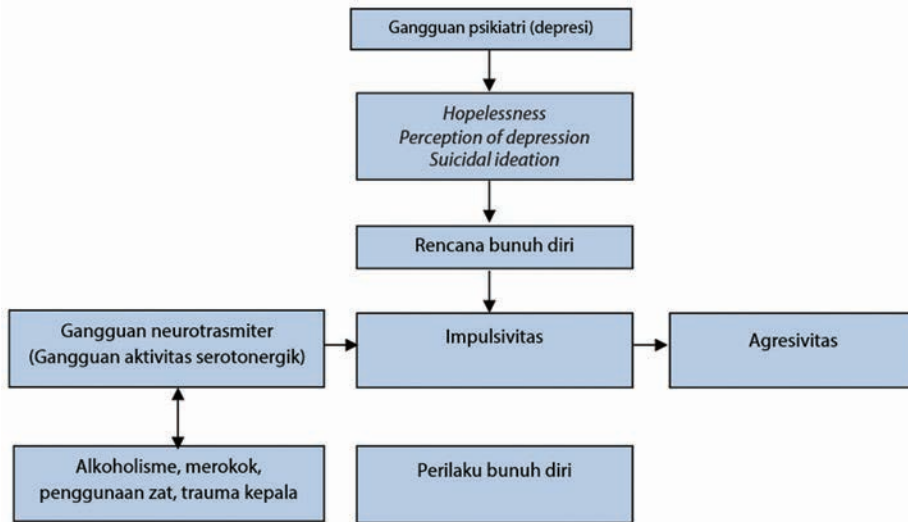 Gangguan psikiatri (depresi)
Hopelessness
Perception of depression
Suicidal ideation
Rencana bunuh diri
Gangguan neurotrasmiter
(Gangguan aktivitas serotonergik)
Impulsivitas
Agresivitas
Alkoholisme, merokok,
penggunaan zat, trauma kepala
Perilaku bunuh diri